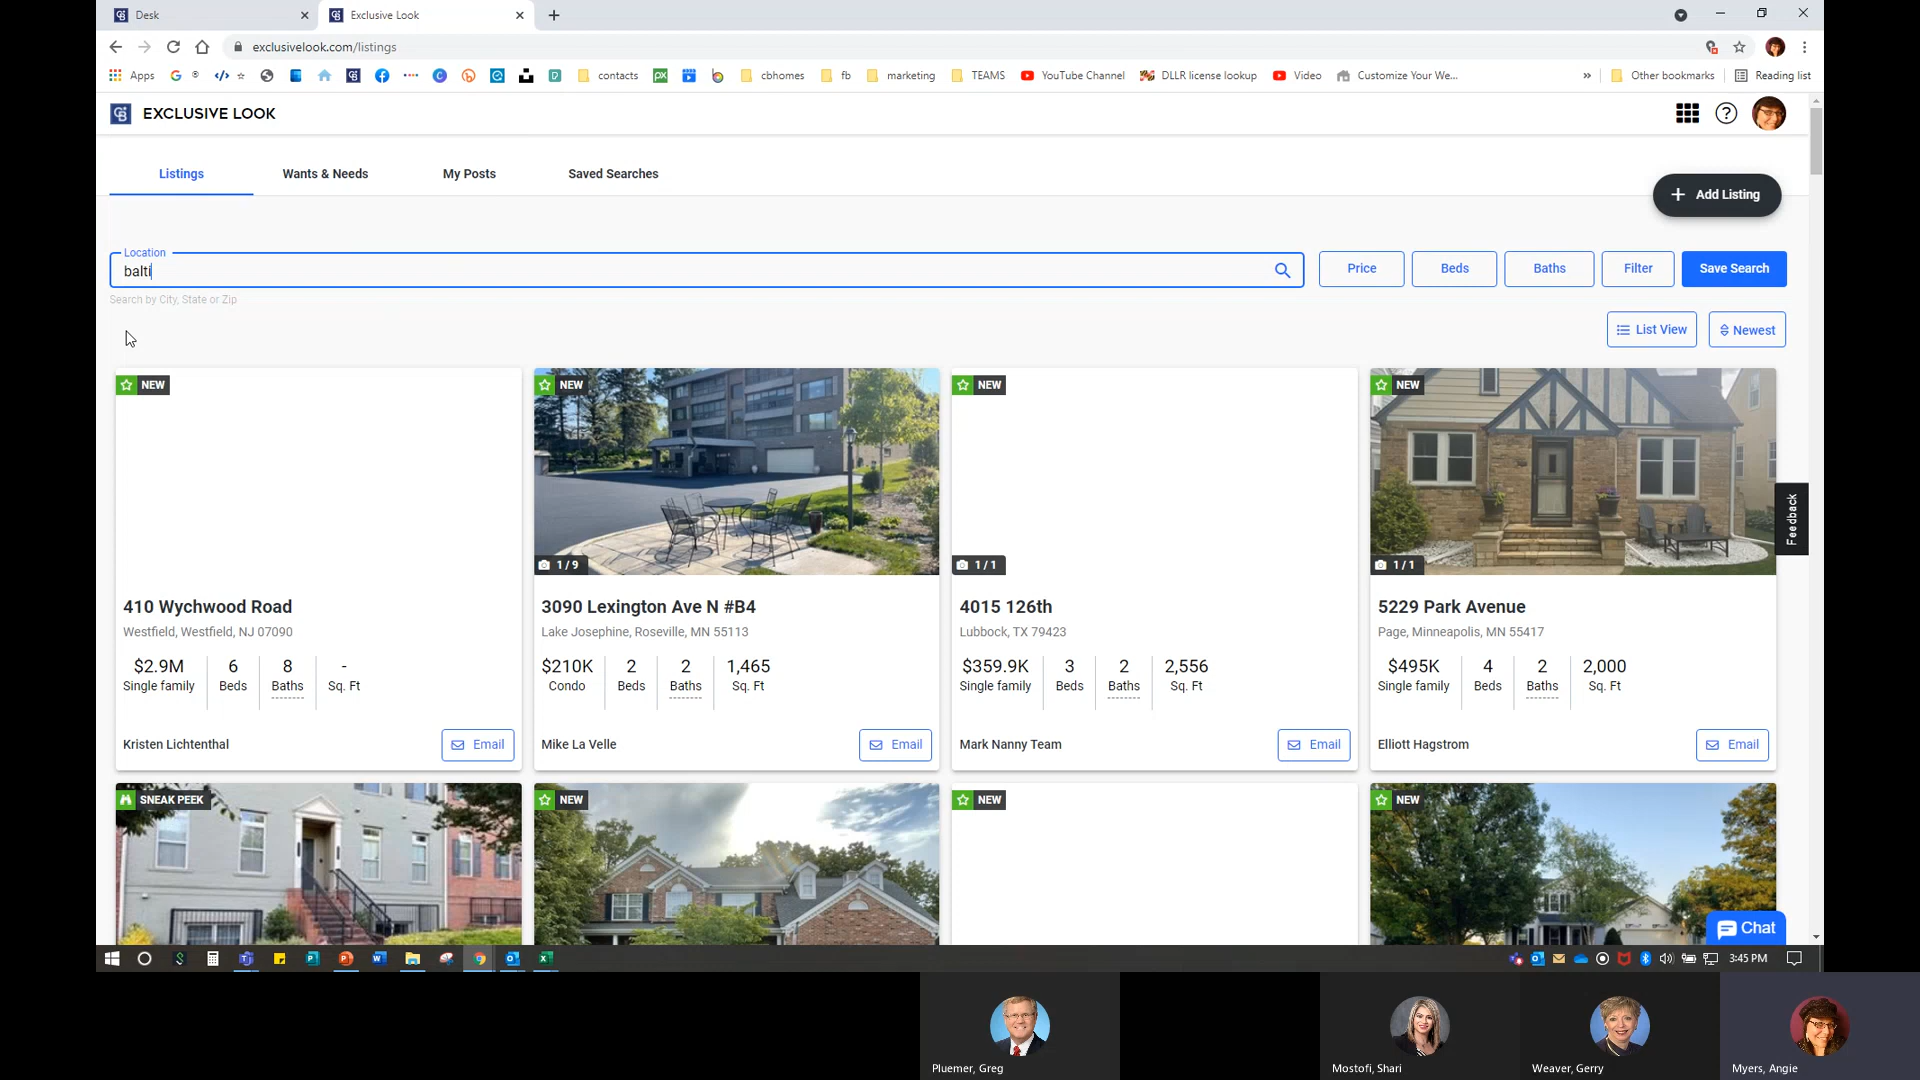 Desk
Exclusive Look
exclusivelook.com/listings
Apps
contacts
cbhomes
fb
marketing
TEAMS
YouTube Channel
DLLR license lookup
Video
Customize Your We...
»
Other bookmarks
Reading list
EXCLUSIVE LOOK
Listings
Wants & Needs
My Posts
Saved Searches
+ Add Listing
Location
balti
Price
Beds
Baths
Filter
Save Search
Search by City, State or Zip
List View
Newest
NEW
NEW
NEW
NEW
1 / 9
1 / 1
1 / 1
Feedback
410 Wychwood Road
Westfield, Westfield, NJ 07090
$2.9M 6 8 -
Single family Beds Baths Sq. Ft
Kristen Lichtenthal
Email
3090 Lexington Ave N #B4
Lake Josephine, Roseville, MN 55113
$210K 2 2 1,465
Condo Beds Baths Sq. Ft
Mike La Velle
Email
4015 126th
Lubbock, TX 79423
$359.9K 3 2 2,556
Single family Beds Baths Sq. Ft
Mark Nanny Team
Email
5229 Park Avenue
Page, Minneapolis, MN 55417
$495K 4 2 2,000
Single family Beds Baths Sq. Ft
Elliott Hagstrom
Email
SNEAK PEEK
NEW
NEW
NEW
Chat
3:45 PM
Pluemer, Greg
Mostofi, Shari
Weaver, Gerry
Myers, Angie